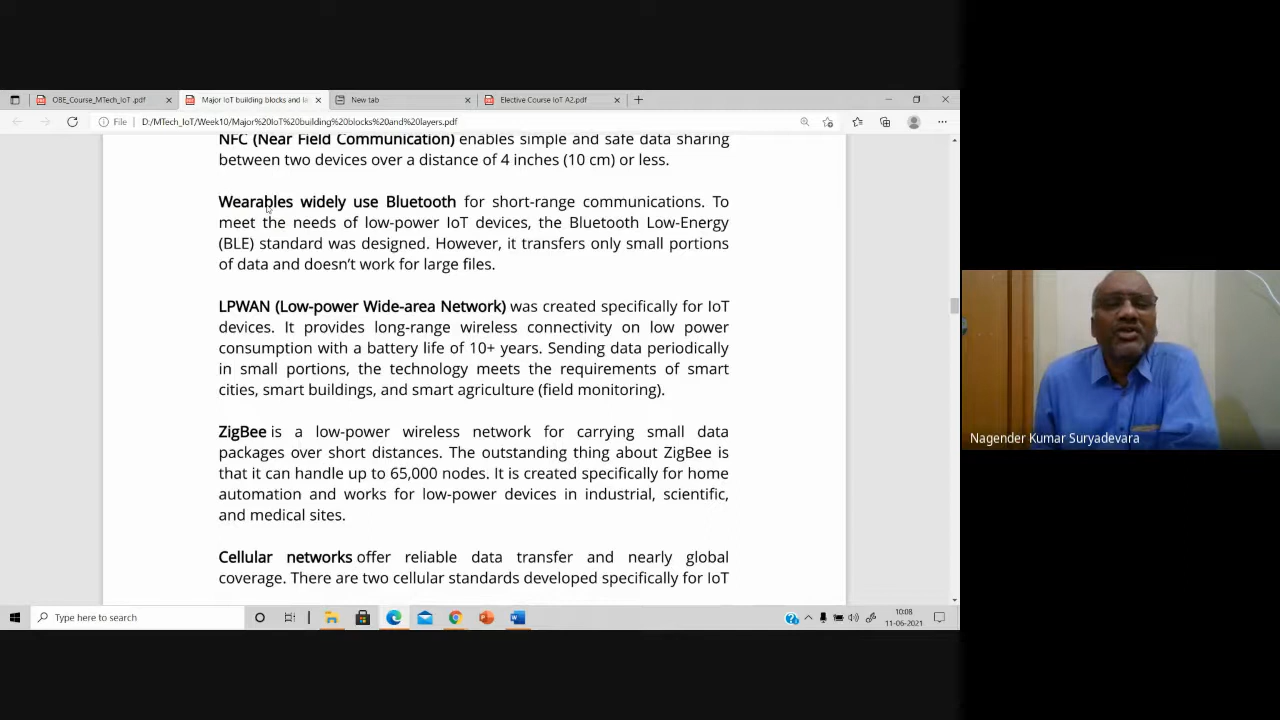 OBE_Course_MTech_IoT .pdf
Major IoT building blocks and la
New tab
Elective Course IoT A2.pdf
File
D:/MTech_IoT/Week10/Major%20IoT%20building%20blocks%20and%20layers.pdf
NFC (Near Field Communication) enables simple and safe data sharing
between two devices over a distance of 4 inches (10 cm) or less.
Wearables widely use Bluetooth for short-range communications. To
meet the needs of low-power IoT devices, the Bluetooth Low-Energy
(BLE) standard was designed. However, it transfers only small portions
of data and doesn't work for large files.
LPWAN (Low-power Wide-area Network) was created specifically for IoT
devices. It provides long-range wireless connectivity on low power
consumption with a battery life of 10+ years. Sending data periodically
in small portions, the technology meets the requirements of smart
cities, smart buildings, and smart agriculture (field monitoring).
ZigBee is a low-power wireless network for carrying small data
packages over short distances. The outstanding thing about ZigBee is
that it can handle up to 65,000 nodes. It is created specifically for home
automation and works for low-power devices in industrial, scientific,
and medical sites.
Cellular networks offer reliable data transfer and nearly global
coverage. There are two cellular standards developed specifically for IoT
Nagender Kumar Suryadevara
Type here to search
10:08
11-06-2021